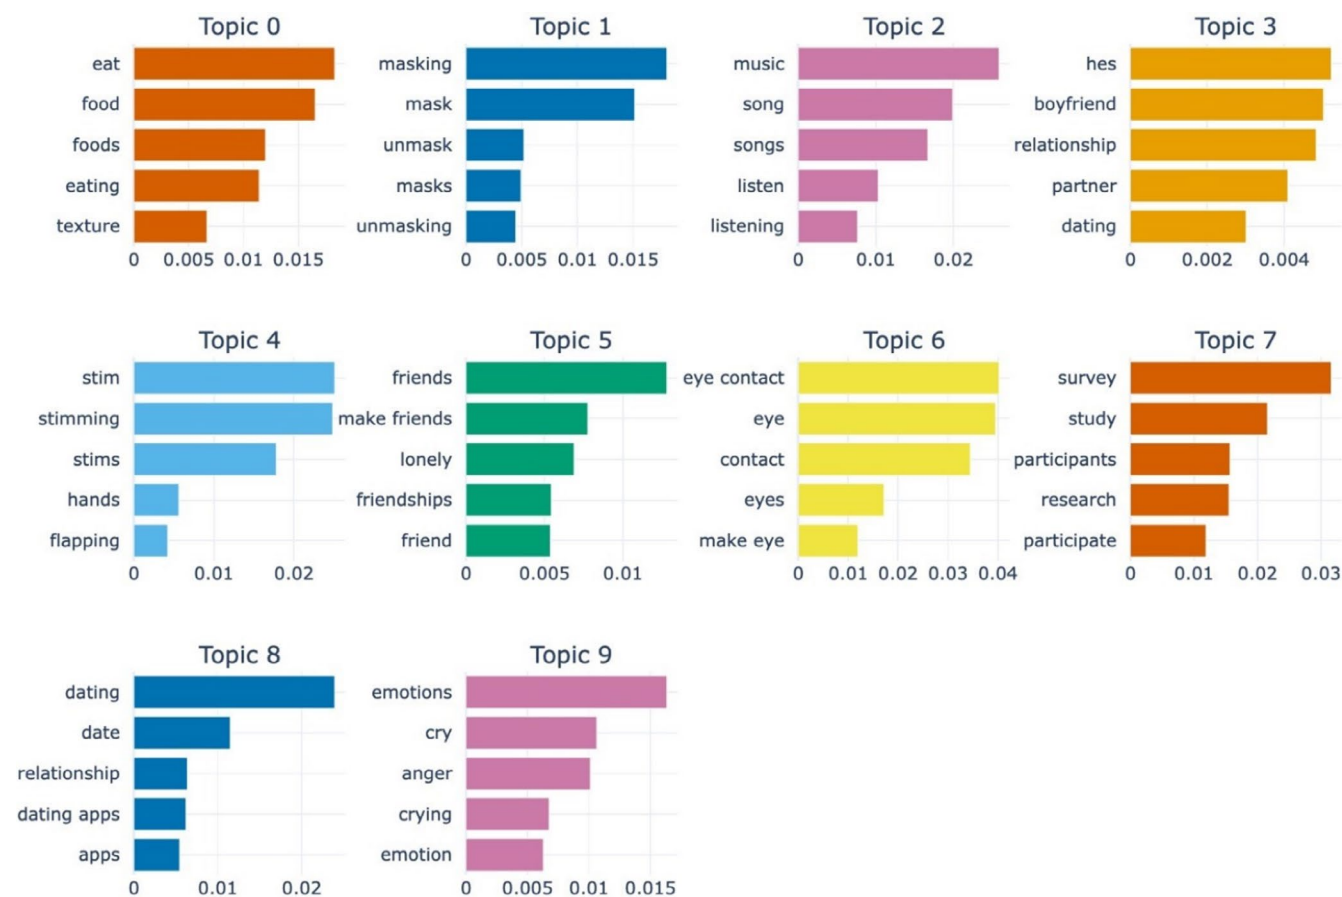 Topic 0
eat
food
foods
eating
texture
0 0.005 0.01 0.015
Topic 1
masking
mask
unmask
masks
unmasking
0 0.005 0.01 0.015
Topic 2
music
song
songs
listen
listening
0 0.01 0.02
Topic 3
hes
boyfriend
relationship
partner
dating
0 0.002 0.004
Topic 4
stim
stimming
stims
hands
flapping
0 0.01 0.02
Topic 5
friends
make friends
lonely
friendships
friend
0 0.005 0.01
Topic 6
eye contact
eye
contact
eyes
make eye
0 0.01 0.02 0.03 0.04
Topic 7
survey
study
participants
research
participate
0 0.01 0.02 0.03
Topic 8
dating
date
relationship
dating apps
apps
0 0.01 0.02
Topic 9
emotions
cry
anger
crying
emotion
0 0.005 0.01 0.015